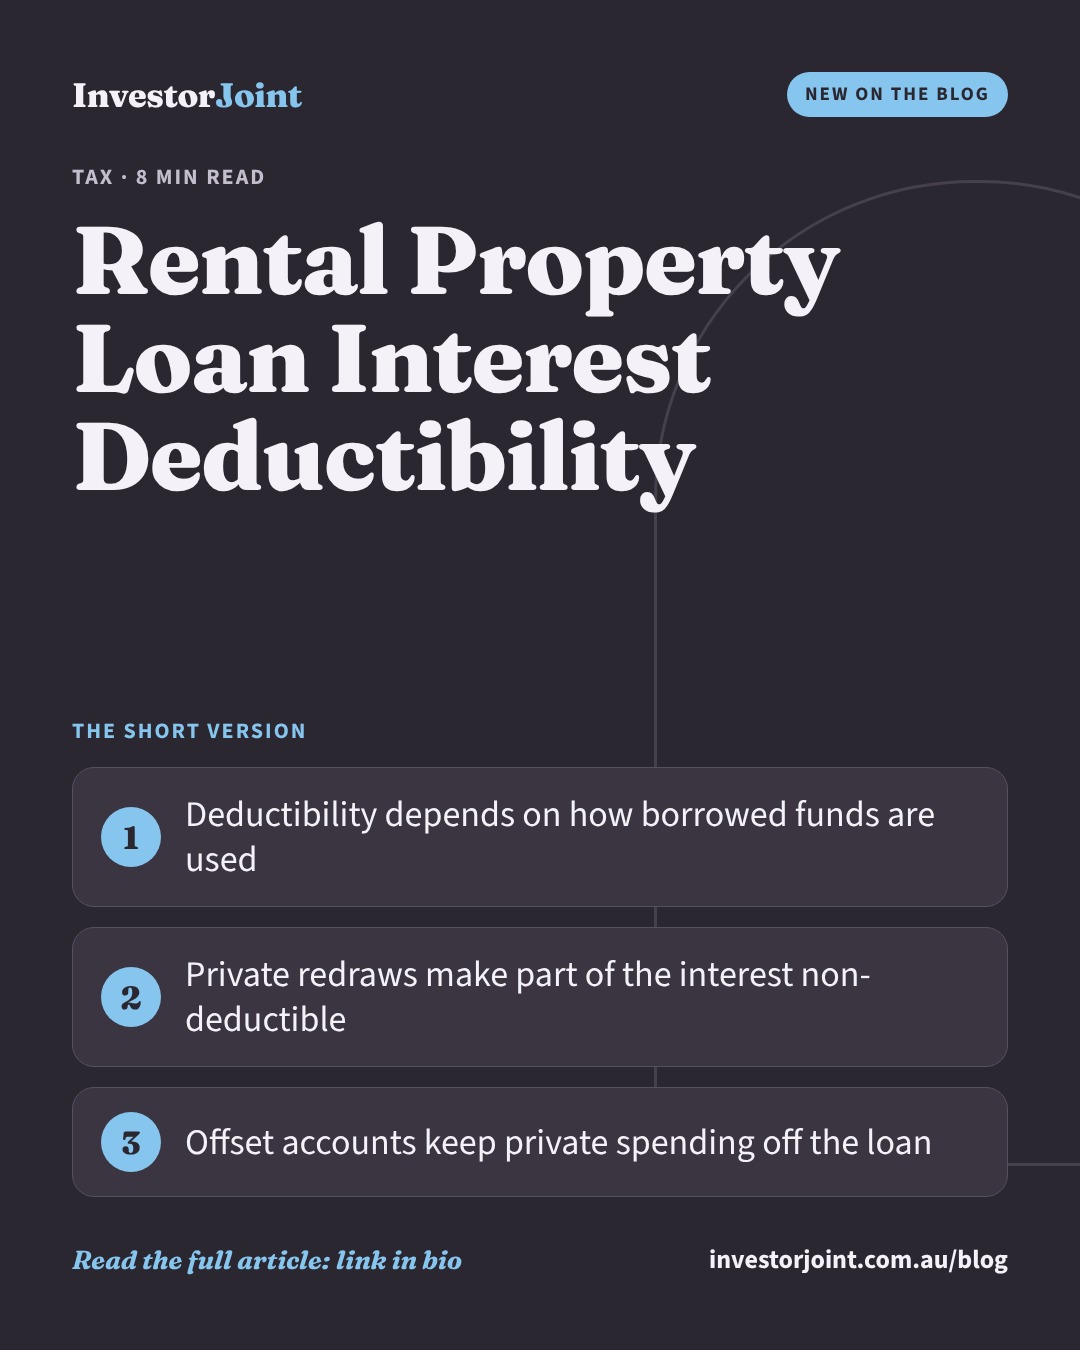 InvestorJoint
NEW ON THE BLOG
TAX · 8 MIN READ
Rental Property
Loan Interest
Deductibility
THE SHORT VERSION
1
Deductibility depends on how borrowed funds are
used
2
Private redraws make part of the interest non-
deductible
3
Offset accounts keep private spending off the loan
Read the full article: link in bio
investorjoint.com.au/blog